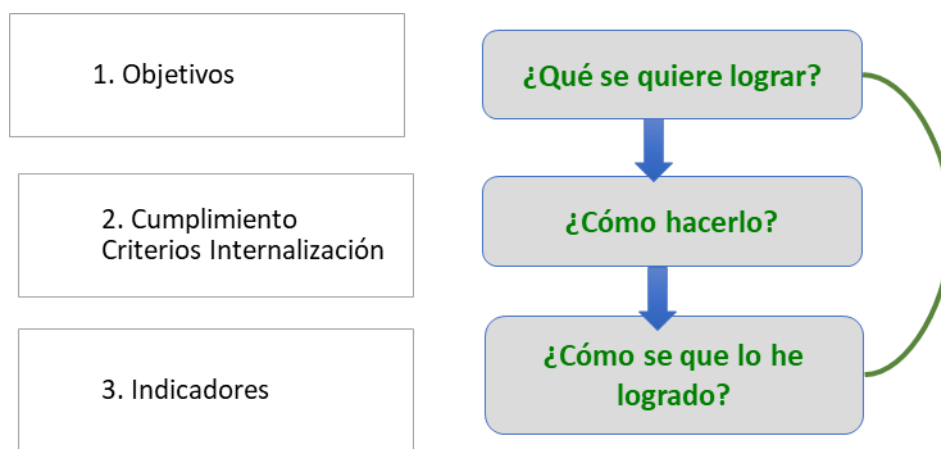 1. Objetivos
¿Qué se quiere lograr?
2. Cumplimiento
Criterios Internalización
¿Cómo hacerlo?
3. Indicadores
¿Cómo se que lo he
logrado?